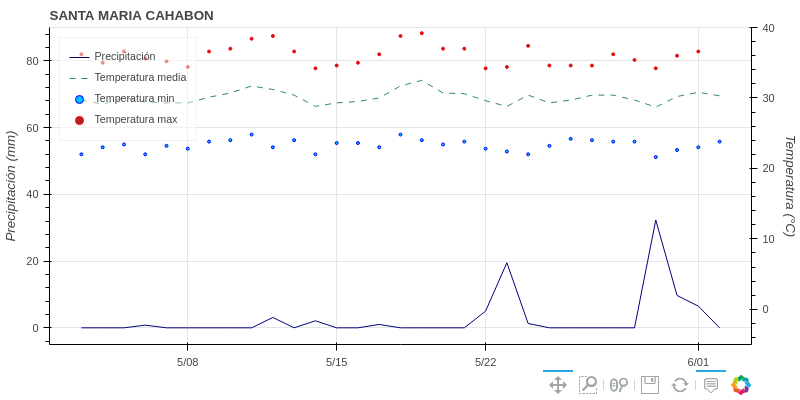 SANTA MARIA CAHABON
Precipitación
Temperatura media
Temperatura min
Temperatura max
Precipitación (mm)
80
60
40
20
0
Temperatura (°C)
40
30
20
10
0
5/08
5/15
5/22
6/01